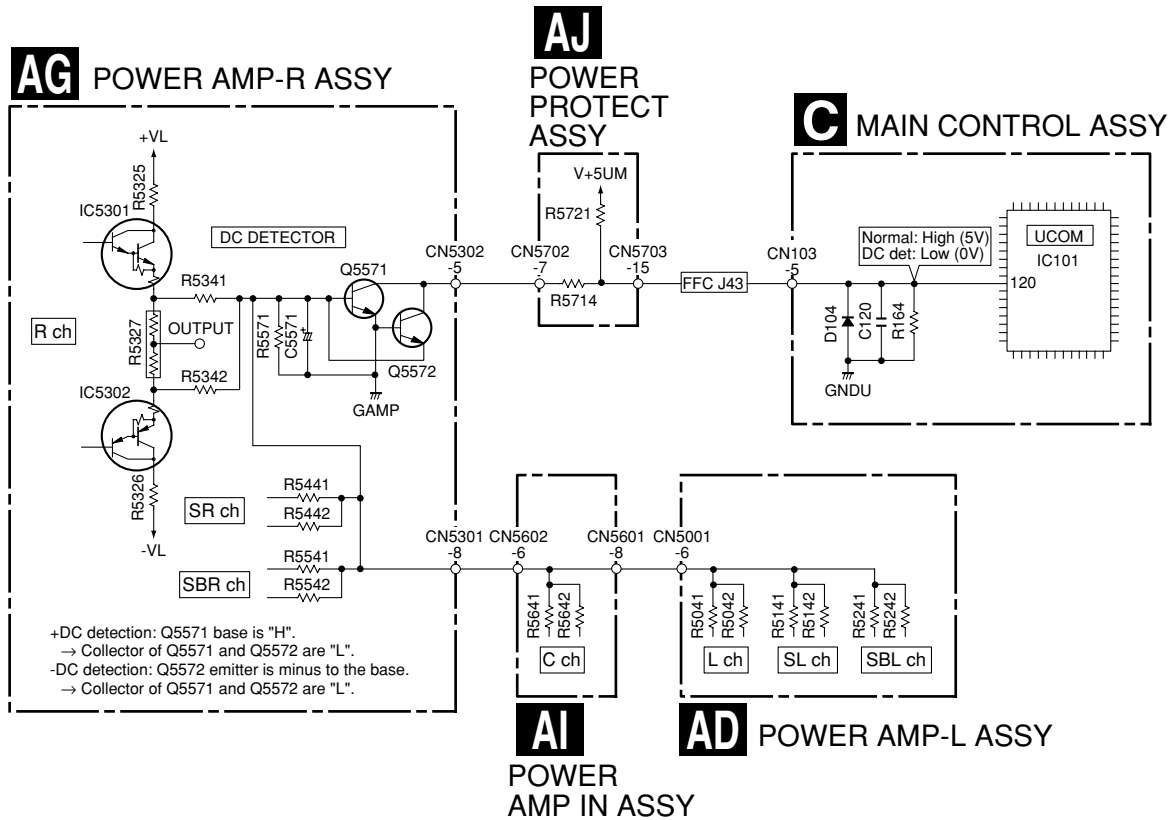 AG POWER AMP-R ASSY
+VL
R5325
IC5301
DC DETECTOR
R5341
Q5571
CN5302
-5
R ch
R5327
OUTPUT
R5571
C5571
+
Q5572
R5342
GAMP
IC5302
R5326
-VL
SR ch
R5441
R5442
SBR ch
R5541
R5542
CN5301
-8
+DC detection: Q5571 base is "H".
→ Collector of Q5571 and Q5572 are "L".
-DC detection: Q5572 emitter is minus to the base.
→ Collector of Q5571 and Q5572 are "L".
AJ
POWER
PROTECT
ASSY
V+5UM
R5721
CN5702
-7
CN5703
-15
R5714
FFC J43
C MAIN CONTROL ASSY
CN103
-5
Normal: High (5V)
DC det: Low (0V)
UCOM
IC101
120
D104
C120
R164
GNDU
CN5602
-6
CN5601
-8
R5641
R5642
C ch
AI
POWER
AMP IN ASSY
CN5001
-6
R5041
R5042
R5141
R5142
R5241
R5242
L ch
SL ch
SBL ch
AD POWER AMP-L ASSY